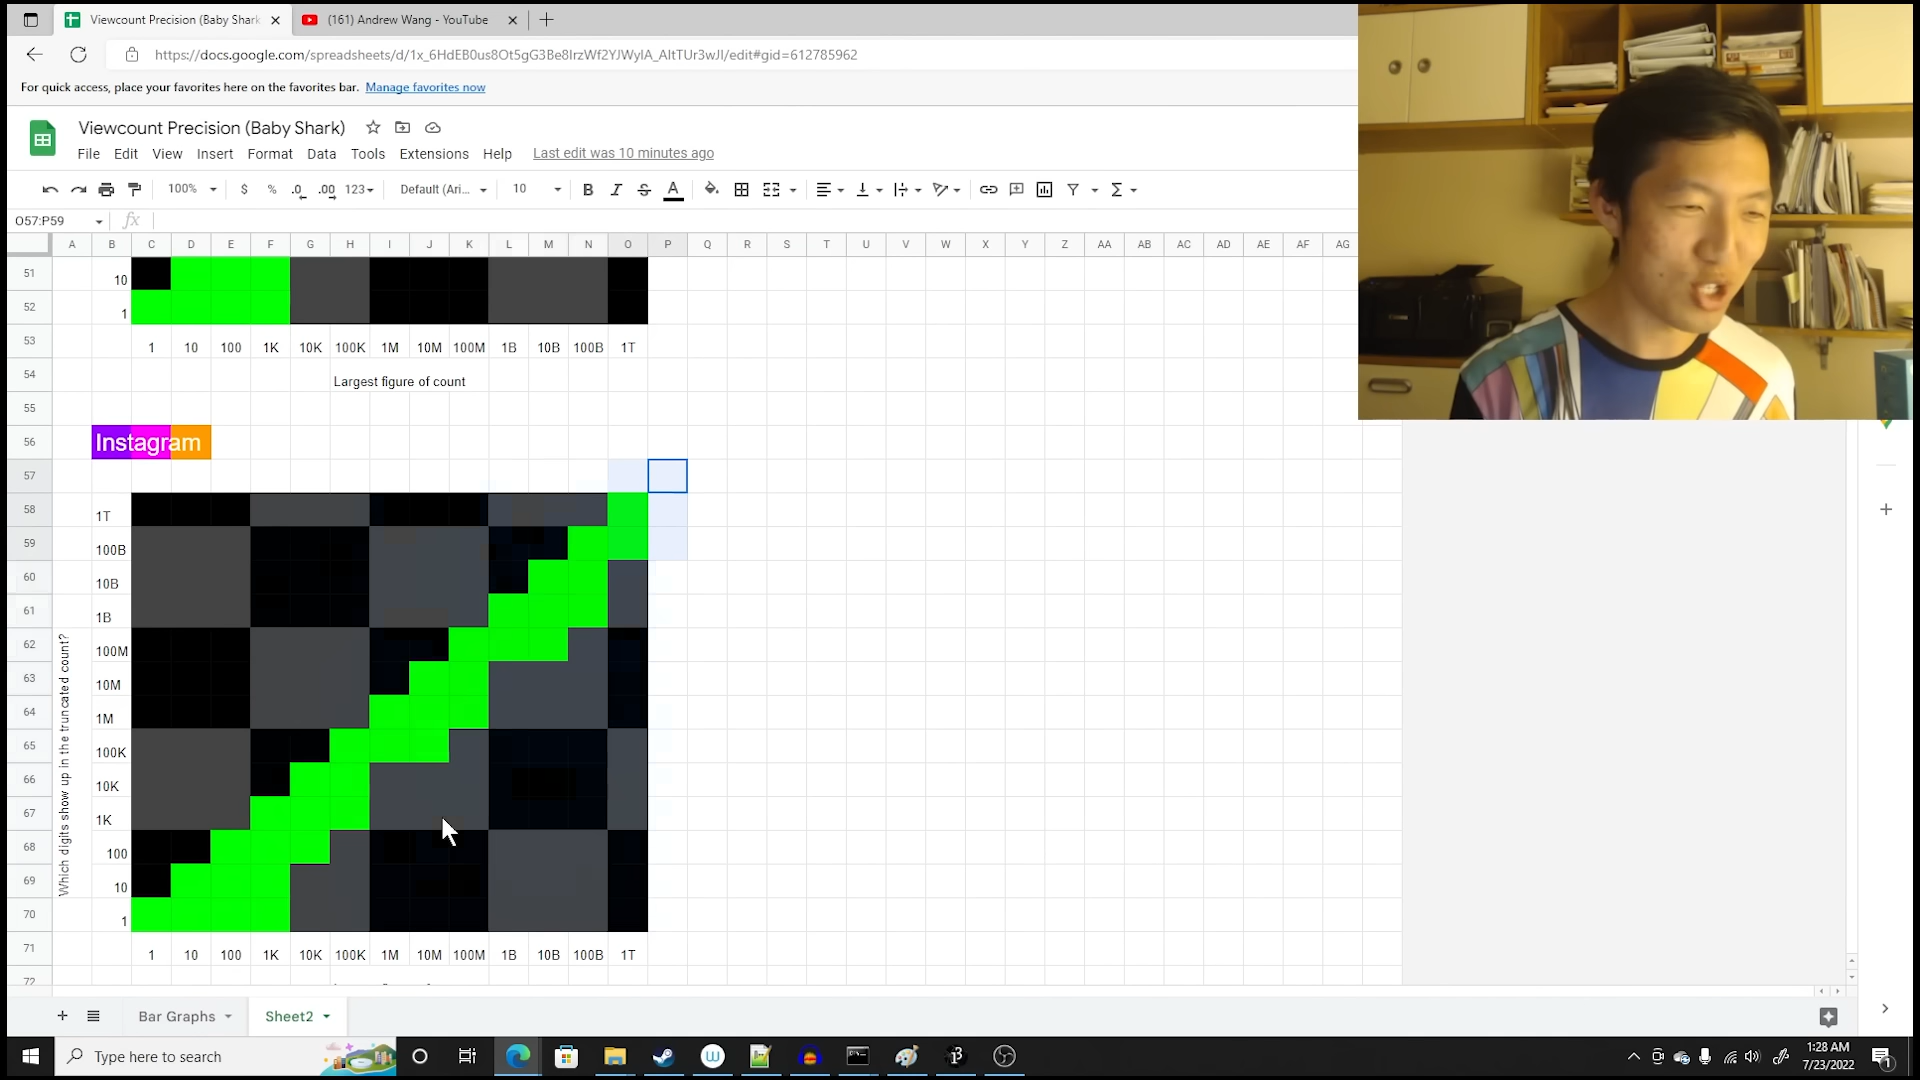 Viewcount Precision (Baby Shark
(161) Andrew Wang - YouTube
https://docs.google.com/spreadsheets/d/1x_6HdEB0us8Ot5gG3Be8IrzWf2YJWyIA_AItTUr3wJI/edit#gid=612785962
For quick access, place your favorites here on the favorites bar. Manage favorites now
Viewcount Precision (Baby Shark)
File Edit View Insert Format Data Tools Extensions Help Last edit was 10 minutes ago
100% $ % .0 .00 123 Default (Ari... 10 B I S A
O57:P59 fx
A B C D E F G H I J K L M N O P Q R S T U V W X Y Z AA AB AC AD AE AF AG
51 10
52 1
53 1 10 100 1K 10K 100K 1M 10M 100M 1B 10B 100B 1T
54 Largest figure of count
55
56 Instagram
57
58 1T
59 100B
60 10B
61 1B
62 100M
63 10M
64 1M
65 100K
66 10K
67 1K
68 100
69 10
70 1
Which digits show up in the truncated count?
71 1 10 100 1K 10K 100K 1M 10M 100M 1B 10B 100B 1T
72
Bar Graphs Sheet2
Type here to search
1:28 AM
7/23/2022